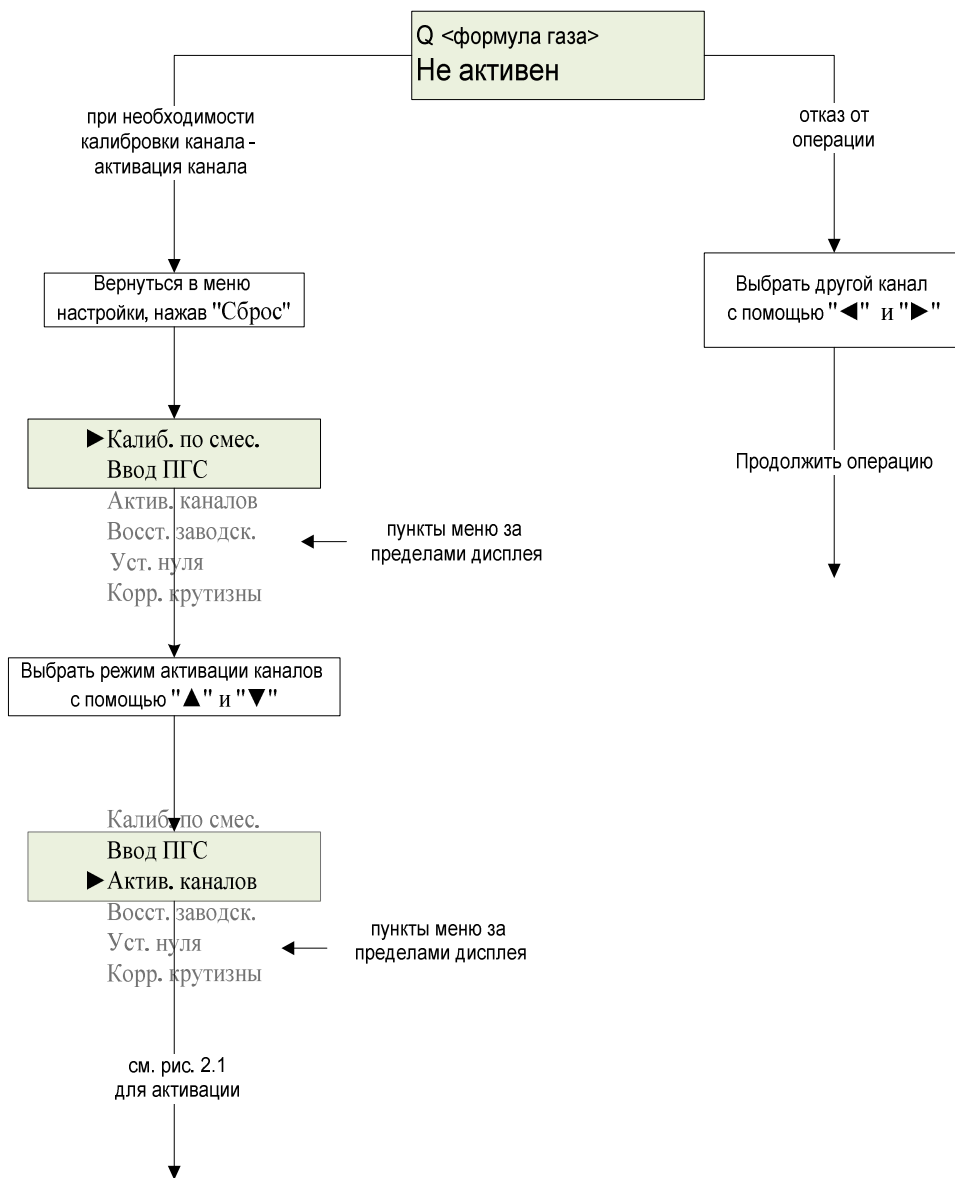 Q <формула газа>
Не активен
при необходимости
калибровки канала -
активация канала
Вернуться в меню
настройки, нажав "Сброс"
▶Калиб. по смес.
Ввод ПГС
Актив. каналов
Восст. заводск.
Уст. нуля
Корр. крутизны
пункты меню за
пределами дисплея
Выбрать режим активации каналов
с помощью "▲" и "▼"
Калиб. по смес.
Ввод ПГС
▶Актив. каналов
Восст. заводск.
Уст. нуля
Корр. крутизны
пункты меню за
пределами дисплея
см. рис. 2.1
для активации
отказ от
операции
Выбрать другой канал
с помощью "◀" и "▶"
Продолжить операцию